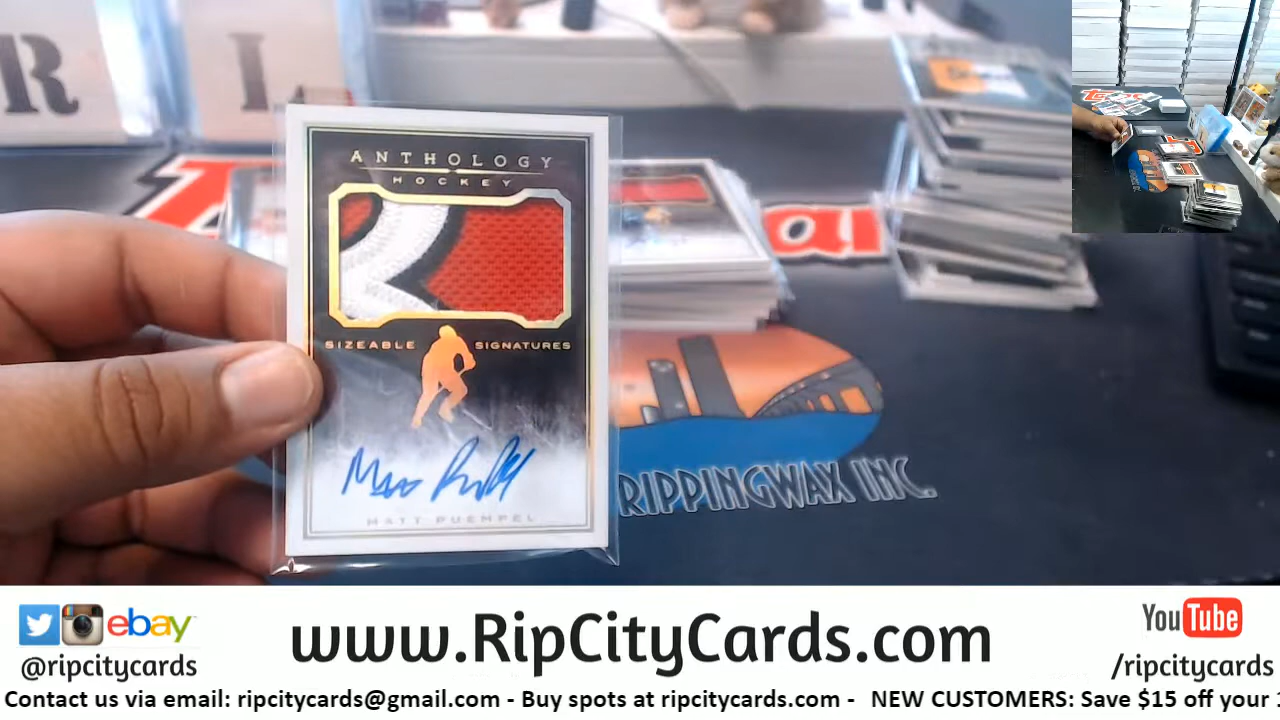 R I
ANTHOLOGY
HOCKEY
SIZEABLE SIGNATURES
MATT PUEMPEL
RIPPINGWAX INC.
ebay
www.RipCityCards.com
YouTube
@ripcitycards
/ripcitycards
Contact us via email: ripcitycards@gmail.com - Buy spots at ripcitycards.com - NEW CUSTOMERS: Save $15 off your